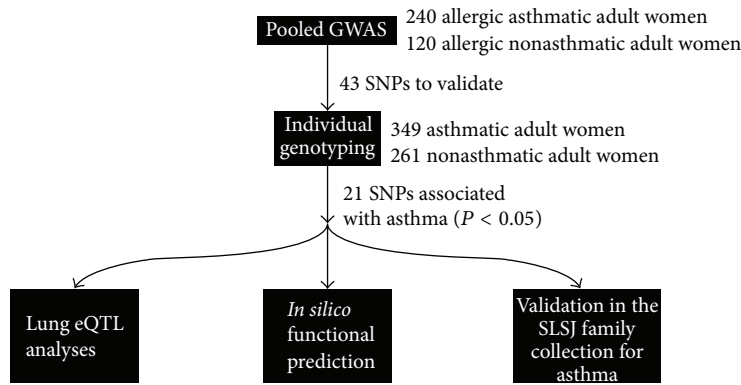 Pooled GWAS
240 allergic asthmatic adult women
120 allergic nonasthmatic adult women
43 SNPs to validate
Individual
genotyping
349 asthmatic adult women
261 nonasthmatic adult women
21 SNPs associated
with asthma (P < 0.05)
Lung eQTL
analyses
In silico
functional
prediction
Validation in the
SLSJ family
collection for
asthma